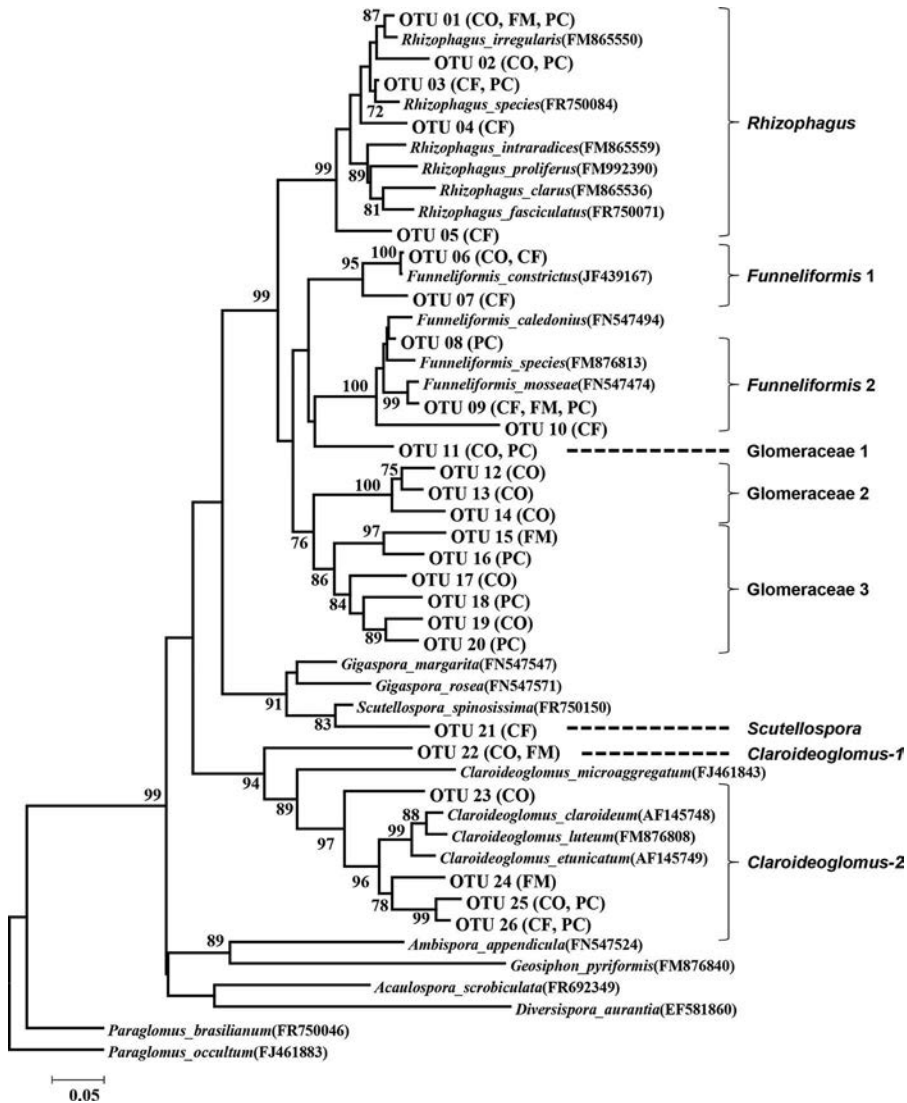 87
OTU 01 (CO, FM, PC)
Rhizophagus_irregularis(FM865550)
OTU 02 (CO, PC)
OTU 03 (CF, PC)
Rhizophagus_species(FR750084)
72
OTU 04 (CF)
Rhizophagus
Rhizophagus_intraradices(FM865559)
99
89
Rhizophagus_proliferus(FM992390)
Rhizophagus_clarus(FM865536)
81
Rhizophagus_fasciculatus(FR750071)
OTU 05 (CF)
100
OTU 06 (CO, CF)
95
Funneliformis_constrictus(JF439167)
Funneliformis 1
99
OTU 07 (CF)
Funneliformis_caledonius(FN547494)
OTU 08 (PC)
Funneliformis_species(FM876813)
100
Funneliformis_mosseae(FN547474)
Funneliformis 2
99
OTU 09 (CF, FM, PC)
OTU 10 (CF)
OTU 11 (CO, PC)
Glomeraceae 1
75
OTU 12 (CO)
100
OTU 13 (CO)
Glomeraceae 2
OTU 14 (CO)
76
97
OTU 15 (FM)
OTU 16 (PC)
86
OTU 17 (CO)
Glomeraceae 3
84
OTU 18 (PC)
OTU 19 (CO)
89
OTU 20 (PC)
Gigaspora_margarita(FN547547)
Gigaspora_rosea(FN547571)
91
Scutellospora_spinosissima(FR750150)
83
OTU 21 (CF)
Scutellospora
OTU 22 (CO, FM)
Claroideoglomus-1
94
Claroideoglomus_microaggregatum(FJ461843)
99
89
OTU 23 (CO)
88
Claroideoglomus_claroideum(AF145748)
97
99
Claroideoglomus_luteum(FM876808)
Claroideoglomus_etunicatum(AF145749)
Claroideoglomus-2
96
OTU 24 (FM)
78
OTU 25 (CO, PC)
99
OTU 26 (CF, PC)
89
Ambispora_appendicula(FN547524)
Geosiphon_pyriformis(FM876840)
Acaulospora_scrobiculata(FR692349)
Diversispora_aurantia(EF581860)
Paraglomus_brasilianum(FR750046)
Paraglomus_occultum(FJ461883)
0.05